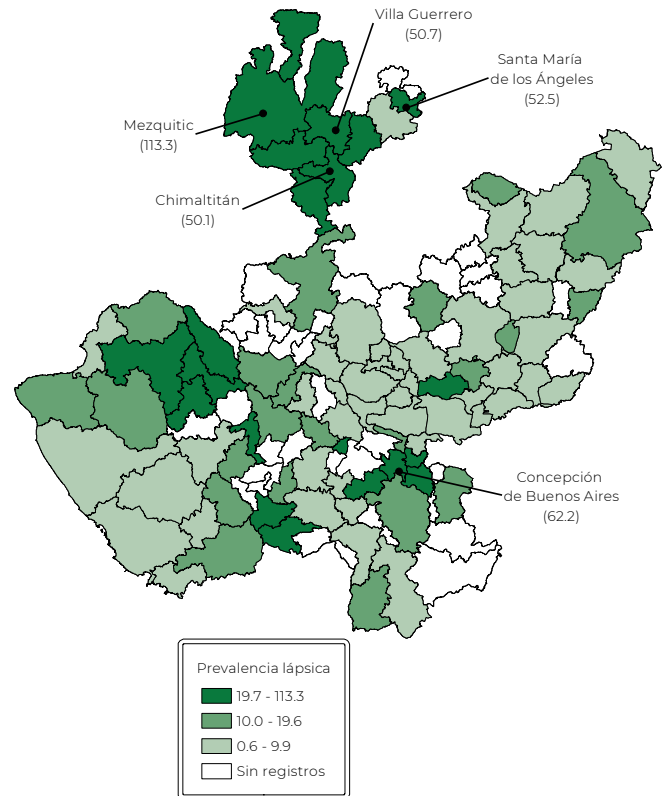 Villa Guerrero
(50.7)
Santa María
de los Ángeles
(52.5)
Mezquitic
(113.3)
Chimaltitán
(50.1)
Concepción
de Buenos Aires
(62.2)
Prevalencia lápsica
19.7 - 113.3
10.0 - 19.6
0.6 - 9.9
Sin registros